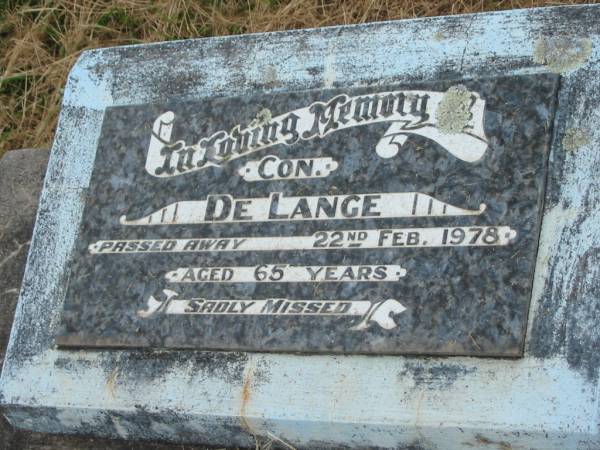 In Loving Memory
CON.
DE LANGE
PASSED AWAY 22ND FEB. 1978
AGED 65 YEARS
SADLY MISSED